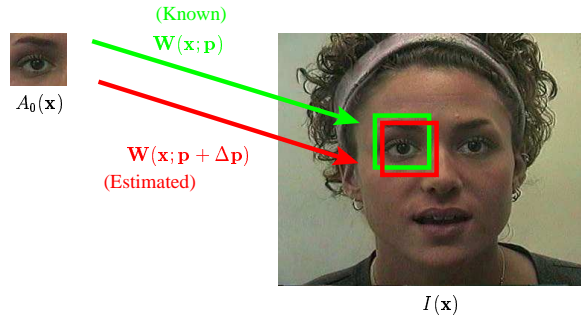 (Known)
W(x; p)
A₀(x)
W(x; p + Δp)
(Estimated)
I(x)